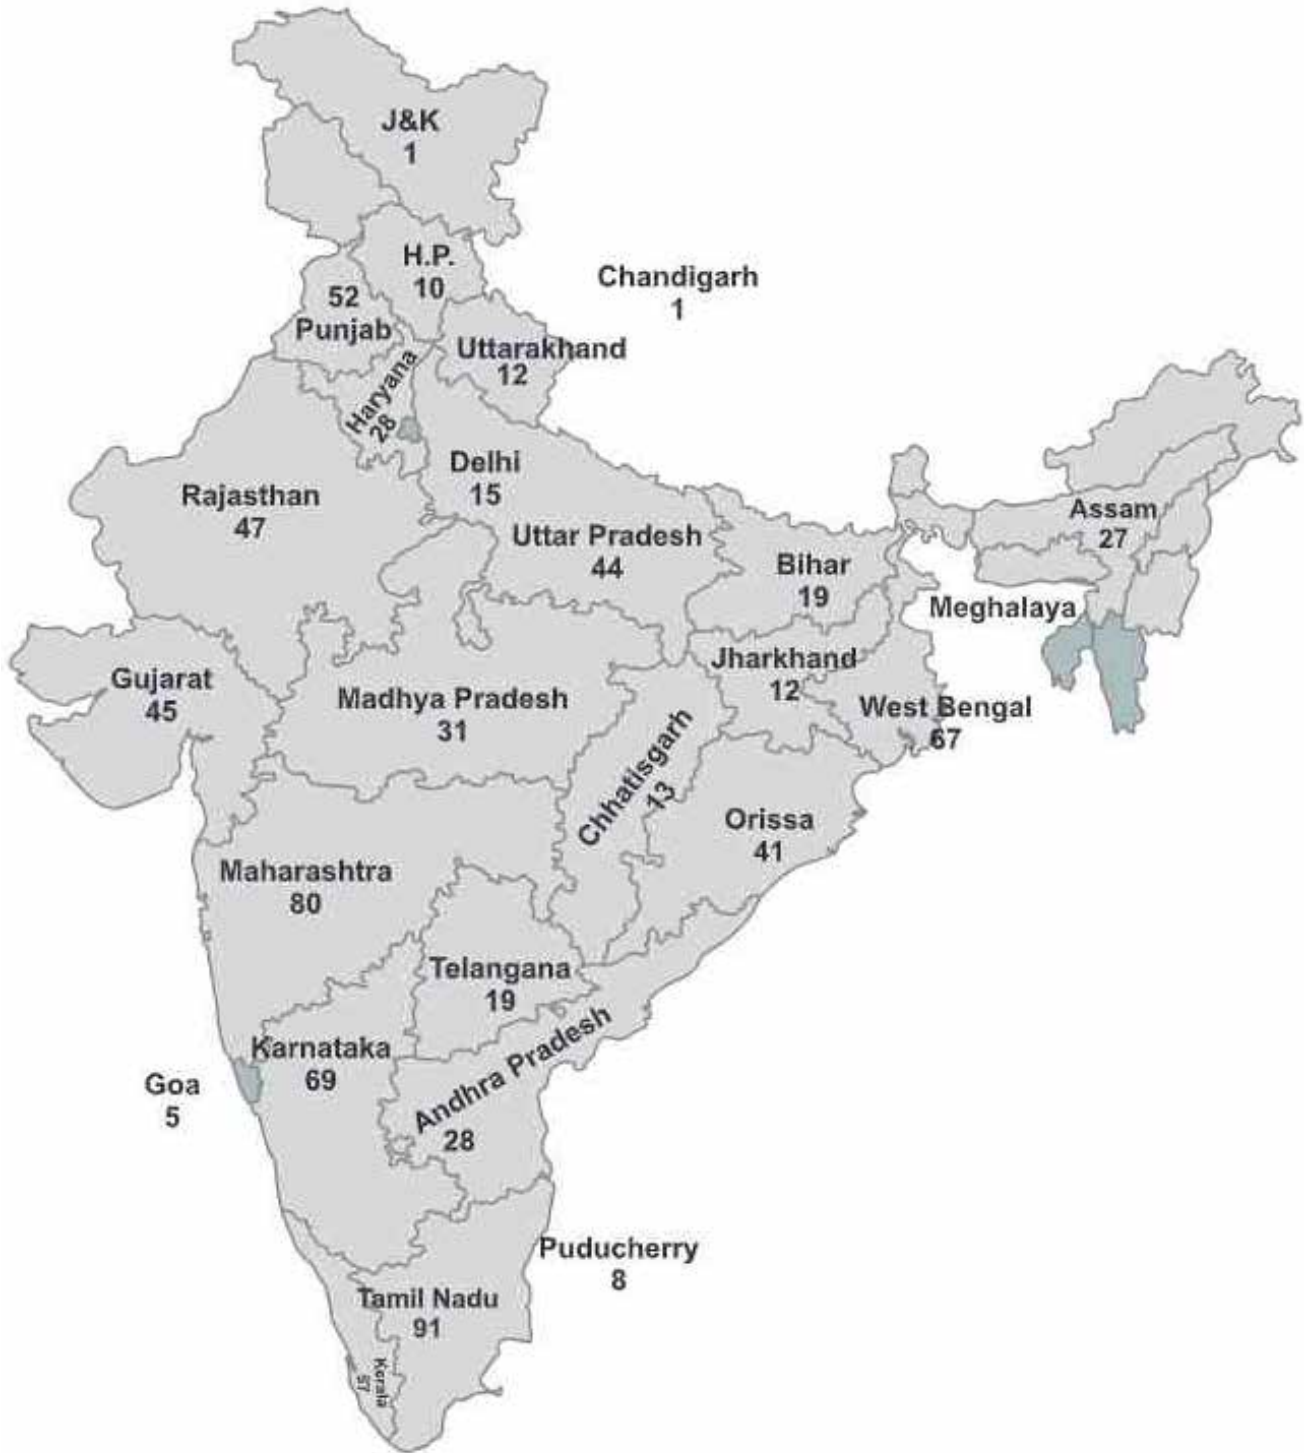 J&K
1
H.P.
10
Chandigarh
1
52
Punjab
Uttarakhand
12
Haryana
28
Delhi
15
Rajasthan
47
Uttar Pradesh
44
Assam
27
Bihar
19
Meghalaya
Jharkhand
12
Gujarat
45
Madhya Pradesh
31
West Bengal
67
Chhatisgarh
13
Orissa
41
Maharashtra
80
Telangana
19
Karnataka
69
Andhra Pradesh
28
Goa
5
Puducherry
8
Tamil Nadu
91
Kerala
57